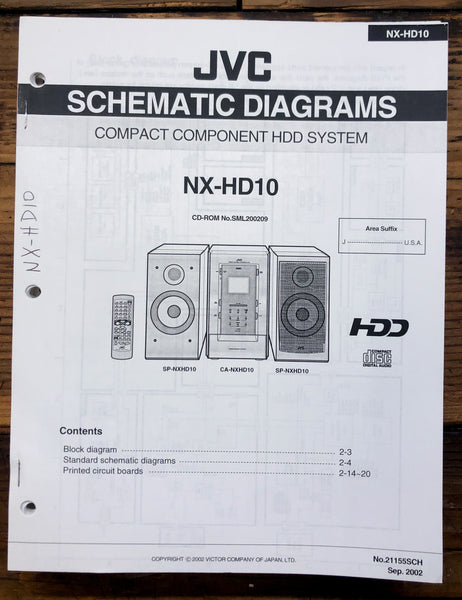 NX-HD10
JVC
SCHEMATIC DIAGRAMS
COMPACT COMPONENT HDD SYSTEM
NX-HD10
CD-ROM No.SML200209
Area Suffix
J ---------------------- U.S.A.
NX-HD10
JVC
SP-NXHD10 CA-NXHD10 SP-NXHD10
HDD
COMPACT
disc
DIGITAL AUDIO
Contents
Block diagram 2-3
Standard schematic diagrams 2-4
Printed circuit boards 2-14~20
COPYRIGHT © 2002 VICTOR COMPANY OF JAPAN, LTD.
No.21155SCH
Sep. 2002